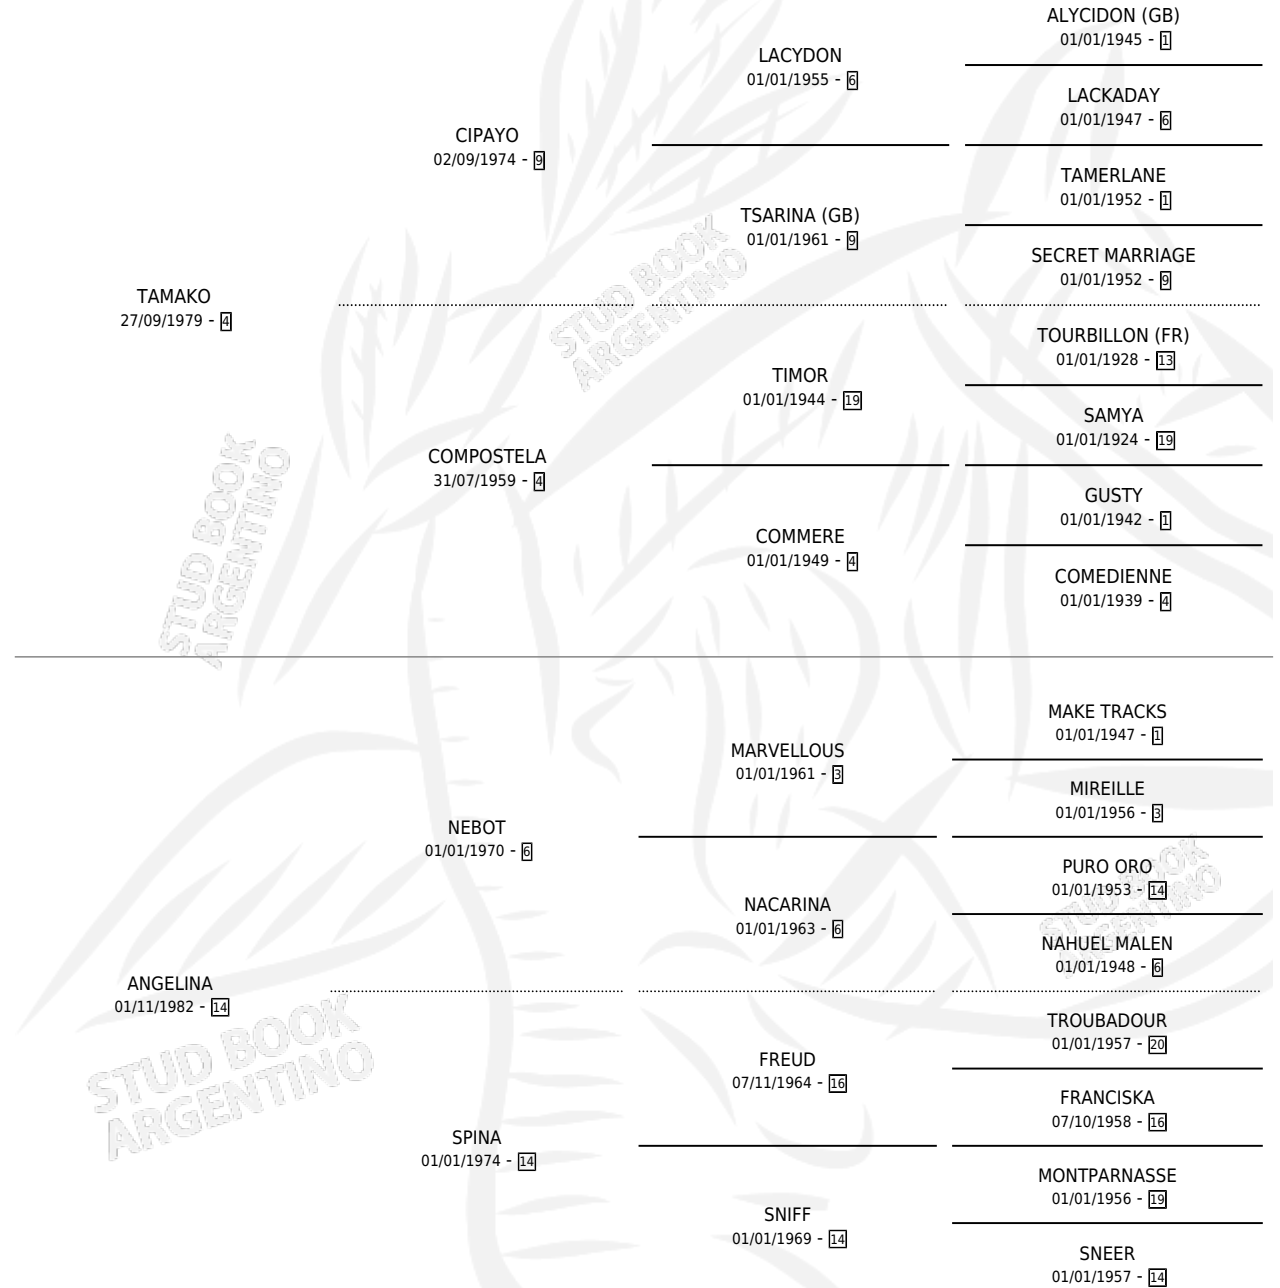 ALYCIDON (GB)
01/01/1945 - 1
LACYDON
01/01/1955 - 6
LACKADAY
01/01/1947 - 6
CIPAYO
02/09/1974 - 9
TAMERLANE
01/01/1952 - 1
TSARINA (GB)
01/01/1961 - 9
SECRET MARRIAGE
01/01/1952 - 9
TAMAKO
27/09/1979 - 4
STUD BOOK
ARGENTINO
TOURBILLON (FR)
01/01/1928 - 13
TIMOR
01/01/1944 - 19
SAMYA
01/01/1924 - 19
COMPOSTELA
31/07/1959 - 4
GUSTY
01/01/1942 - 1
COMMERE
01/01/1949 - 4
COMEDIENNE
01/01/1939 - 4
STUD BOOK
ARGENTINO
MAKE TRACKS
01/01/1947 - 1
MARVELLOUS
01/01/1961 - 3
MIREILLE
01/01/1956 - 3
NEBOT
01/01/1970 - 6
PURO ORO
01/01/1953 - 14
NACARINA
01/01/1963 - 6
STUD BOOK
ARGENTINO
NAHUEL MALEN
01/01/1948 - 6
ANGELINA
01/11/1982 - 14
TROUBADOUR
01/01/1957 - 20
STUD BOOK
ARGENTINO
FREUD
07/11/1964 - 16
FRANCISKA
07/10/1958 - 16
SPINA
01/01/1974 - 14
MONTPARNASSE
01/01/1956 - 19
SNIFF
01/01/1969 - 14
SNEER
01/01/1957 - 14